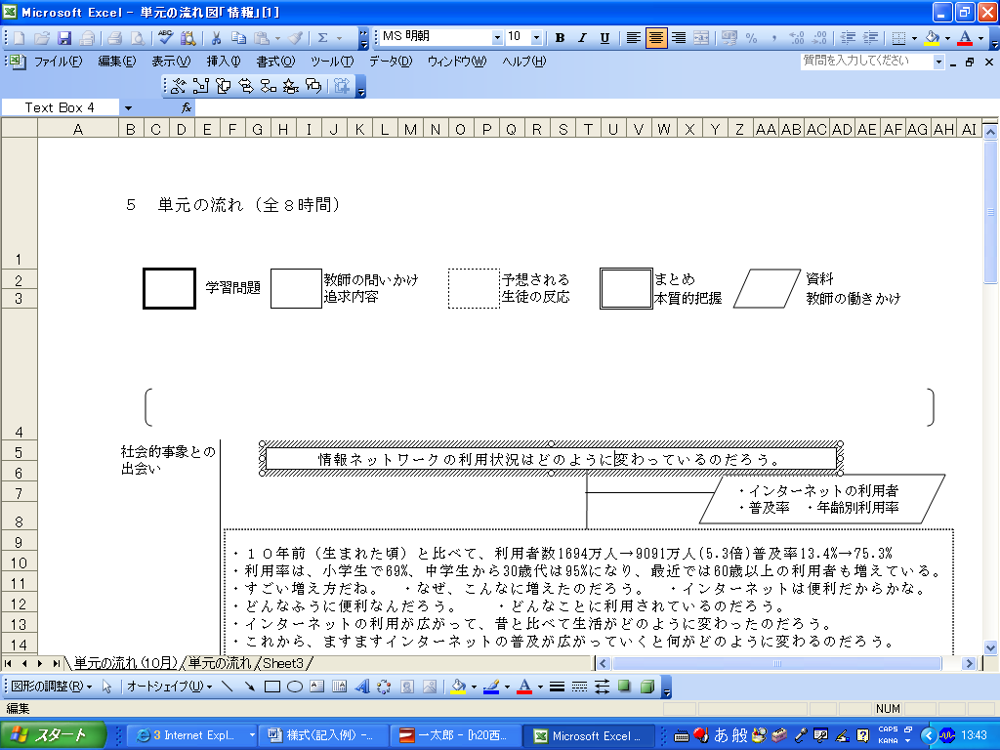 Microsoft Excel - 単元の流れ図「情報」[1]
MS 明朝 10 B I U
ファイル(F) 編集(E) 表示(V) 挿入(I) 書式(O) ツール(T) データ(D) ウィンドウ(W) ヘルプ(H) 質問を入力してください
Text Box 4 fx
A B C D E F G H I J K L M N O P Q R S T U V W X Y Z AA AB AC AD AE AF AG AH AI
5 単元の流れ（全８時間）
1
2
3
学習問題
教師の問いかけ
追求内容
予想される
生徒の反応
まとめ
本質的把握
資料
教師の働きかけ
4
5
6
7
8
9
10
11
12
13
14
社会的事象との
出会い
情報ネットワークの利用状況はどのように変わっているのだろう。
・インターネットの利用者
・普及率 ・年齢別利用率
・１０年前（生まれた頃）と比べて、利用者数1694万人→9091万人(5.3倍)普及率13.4%→75.3%
・利用率は、小学生で69%、中学生から30歳代は95%になり、最近では60歳以上の利用者も増えている。
・すごい増え方だね。 ・なぜ、こんなに増えたのだろう。 ・インターネットは便利だからかな。
・どんなふうに便利なんだろう。 ・どんなことに利用されているのだろう。
・インターネットの利用が広がって、昔と比べて生活がどのように変わったのだろう。
・これから、ますますインターネットの普及が広がっていくと何がどのように変わるのだろう。
単元の流れ(10月) 単元の流れ Sheet3
図形の調整(R) オートシェイプ(U)
編集 NUM
スタート 3 Internet Expl... 様式(記入例) -... 一太郎 - [h20西... Microsoft Excel ... あ 般 CAPS KANA 13:43